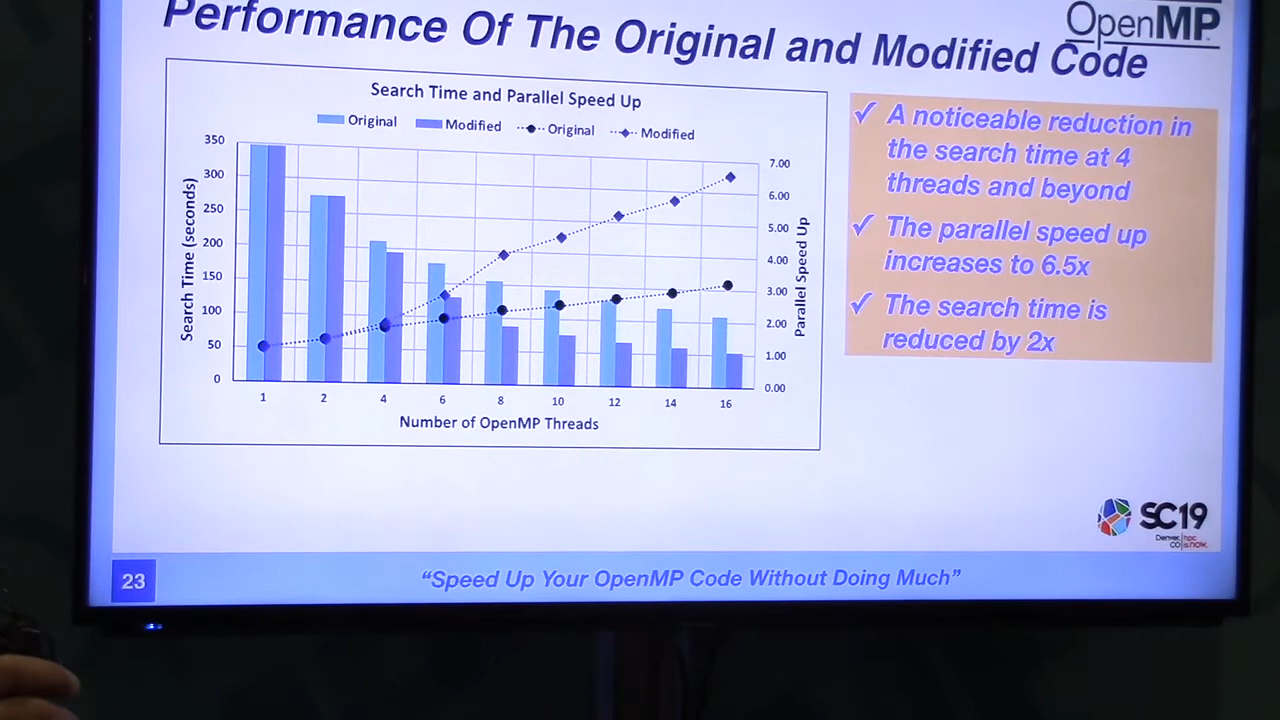 Performance Of The Original and Modified Code
OpenMP
Search Time and Parallel Speed Up
Original Modified Original Modified
350
300
250
200
150
100
50
0
Search Time (seconds)
7.00
6.00
5.00
4.00
3.00
2.00
1.00
0.00
Parallel Speed Up
1 2 4 6 8 10 12 14 16
Number of OpenMP Threads
✓ A noticeable reduction in
the search time at 4
threads and beyond
✓ The parallel speed up
increases to 6.5x
✓ The search time is
reduced by 2x
SC19
Denver, hpc
CO is now.
23
“Speed Up Your OpenMP Code Without Doing Much”